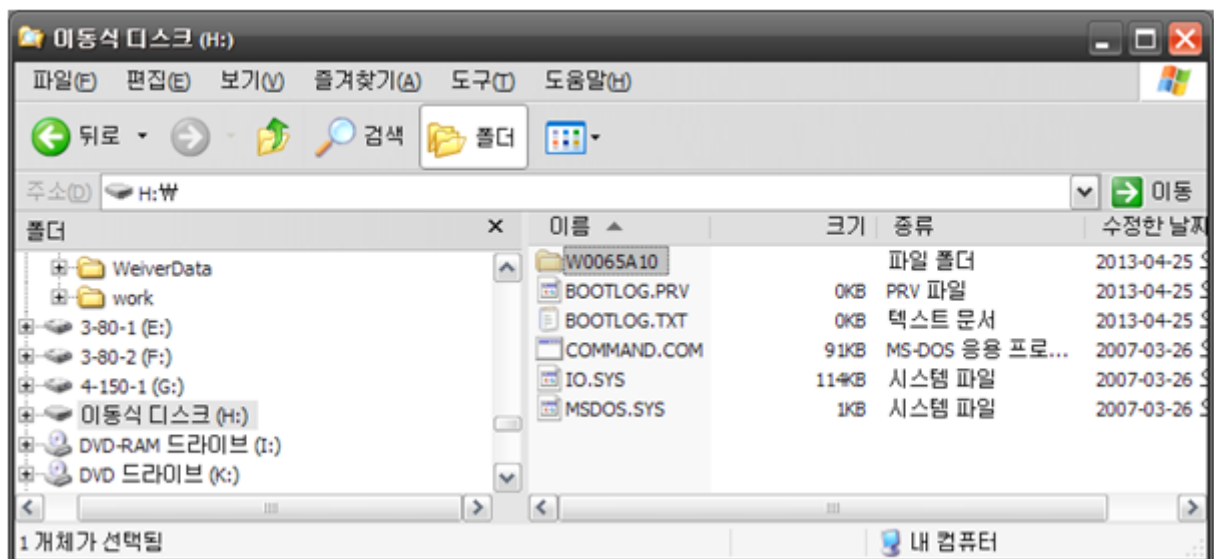 이동식 디스크 (H:)
파일(F) 편집(E) 보기(V) 즐겨찾기(A) 도구(T) 도움말(H)
뒤로 검색 폴더
주소(D) H:₩ 이동
폴더 × 이름 크기 종류 수정한 날짜
WeiverData
work
3-80-1 (E:)
3-80-2 (F:)
4-150-1 (G:)
이동식 디스크 (H:)
DVD-RAM 드라이브 (I:)
DVD 드라이브 (K:)
W0065A10 파일 폴더 2013-04-25
BOOTLOG.PRV 0KB PRV 파일 2013-04-25
BOOTLOG.TXT 0KB 텍스트 문서 2013-04-25
COMMAND.COM 91KB MS-DOS 응용 프로... 2007-03-26
IO.SYS 114KB 시스템 파일 2007-03-26
MSDOS.SYS 1KB 시스템 파일 2007-03-26
1 개체가 선택됨 내 컴퓨터